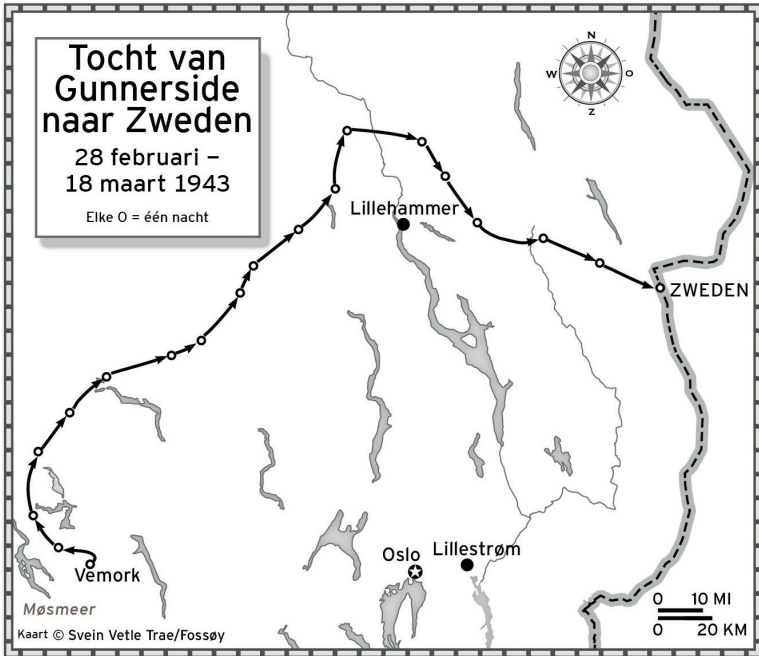 Tocht van
Gunnerside
naar Zweden
28 februari –
18 maart 1943
Elke O = één nacht
N
W
O
Z
Lillehammer
ZWEDEN
Oslo
Lillestrøm
Vemork
Møsmeer
0 10 MI
0 20 KM
Kaart © Svein Vetle Trae/Fossøy